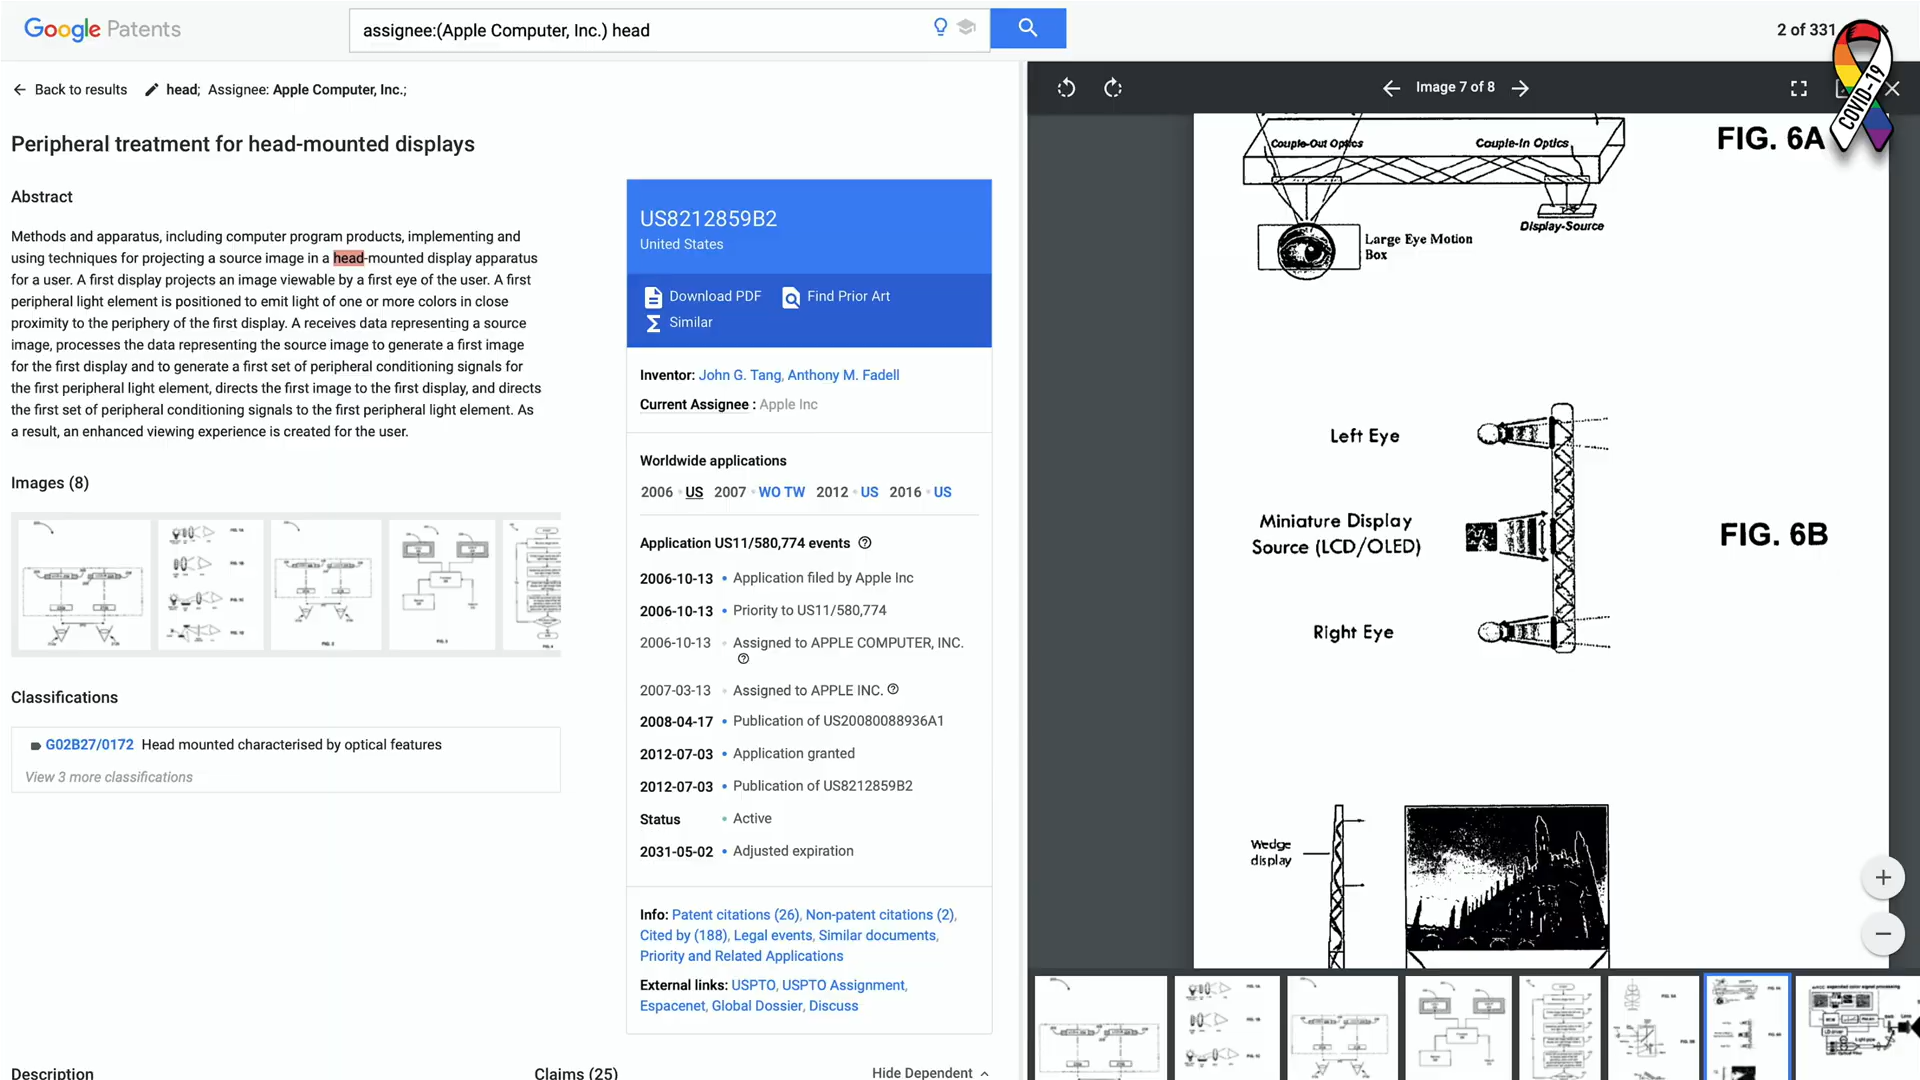 Google Patents
assignee:(Apple Computer, Inc.) head
2 of 331
COVID-19
Back to results
head; Assignee: Apple Computer, Inc.;
Peripheral treatment for head-mounted displays
Abstract
Methods and apparatus, including computer program products, implementing and
using techniques for projecting a source image in a head-mounted display apparatus
for a user. A first display projects an image viewable by a first eye of the user. A first
peripheral light element is positioned to emit light of one or more colors in close
proximity to the periphery of the first display. A receives data representing a source
image, processes the data representing the source image to generate a first image
for the first display and to generate a first set of peripheral conditioning signals for
the first peripheral light element, directs the first image to the first display, and directs
the first set of peripheral conditioning signals to the first peripheral light element. As
a result, an enhanced viewing experience is created for the user.
Images (8)
Classifications
G02B27/0172 Head mounted characterised by optical features
View 3 more classifications
Description
US8212859B2
United States
Download PDF
Find Prior Art
Similar
Inventor: John G. Tang, Anthony M. Fadell
Current Assignee : Apple Inc
Worldwide applications
2006 • US 2007 • WO TW 2012 • US 2016 • US
Application US11/580,774 events
2006-10-13 • Application filed by Apple Inc
2006-10-13 • Priority to US11/580,774
2006-10-13 • Assigned to APPLE COMPUTER, INC.
2007-03-13 • Assigned to APPLE INC.
2008-04-17 • Publication of US20080088936A1
2012-07-03 • Application granted
2012-07-03 • Publication of US8212859B2
Status • Active
2031-05-02 • Adjusted expiration
Info: Patent citations (26), Non-patent citations (2),
Cited by (188), Legal events, Similar documents,
Priority and Related Applications
External links: USPTO, USPTO Assignment,
Espacenet, Global Dossier, Discuss
Claims (25)
Hide Dependent
Image 7 of 8
Couple-Out Optics
Couple-In Optics
FIG. 6A
Display-Source
Large Eye Motion
Box
Left Eye
Miniature Display
Source (LCD/OLED)
FIG. 6B
Right Eye
Wedge
display